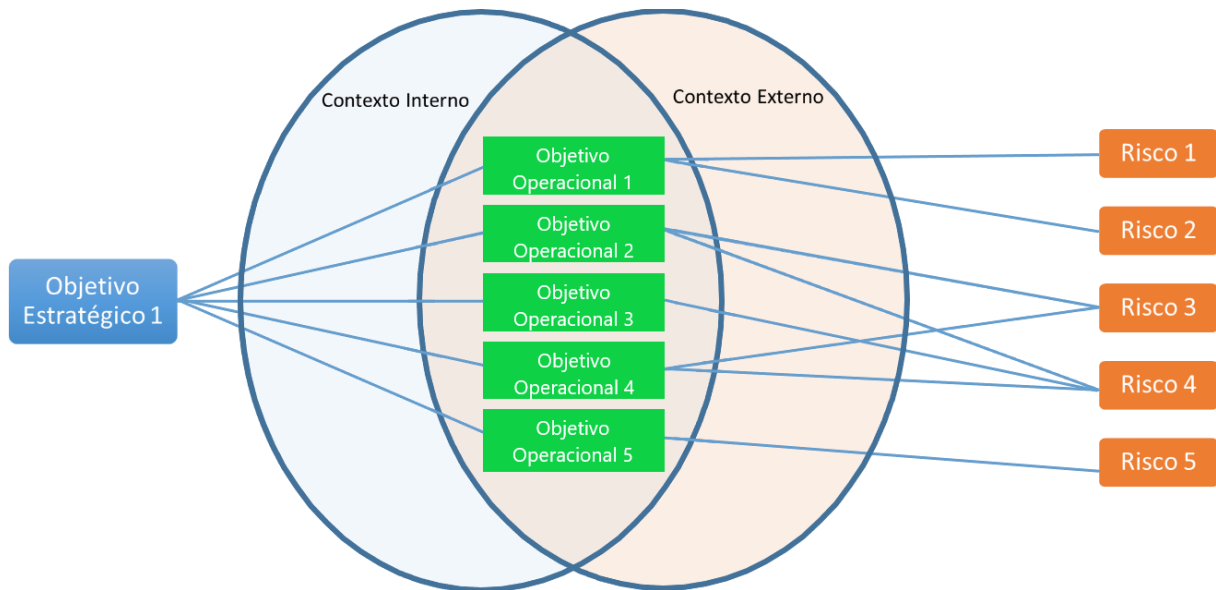 Contexto Interno
Contexto Externo
Objetivo
Estratégico 1
Objetivo
Operacional 1
Objetivo
Operacional 2
Objetivo
Operacional 3
Objetivo
Operacional 4
Objetivo
Operacional 5
Risco 1
Risco 2
Risco 3
Risco 4
Risco 5